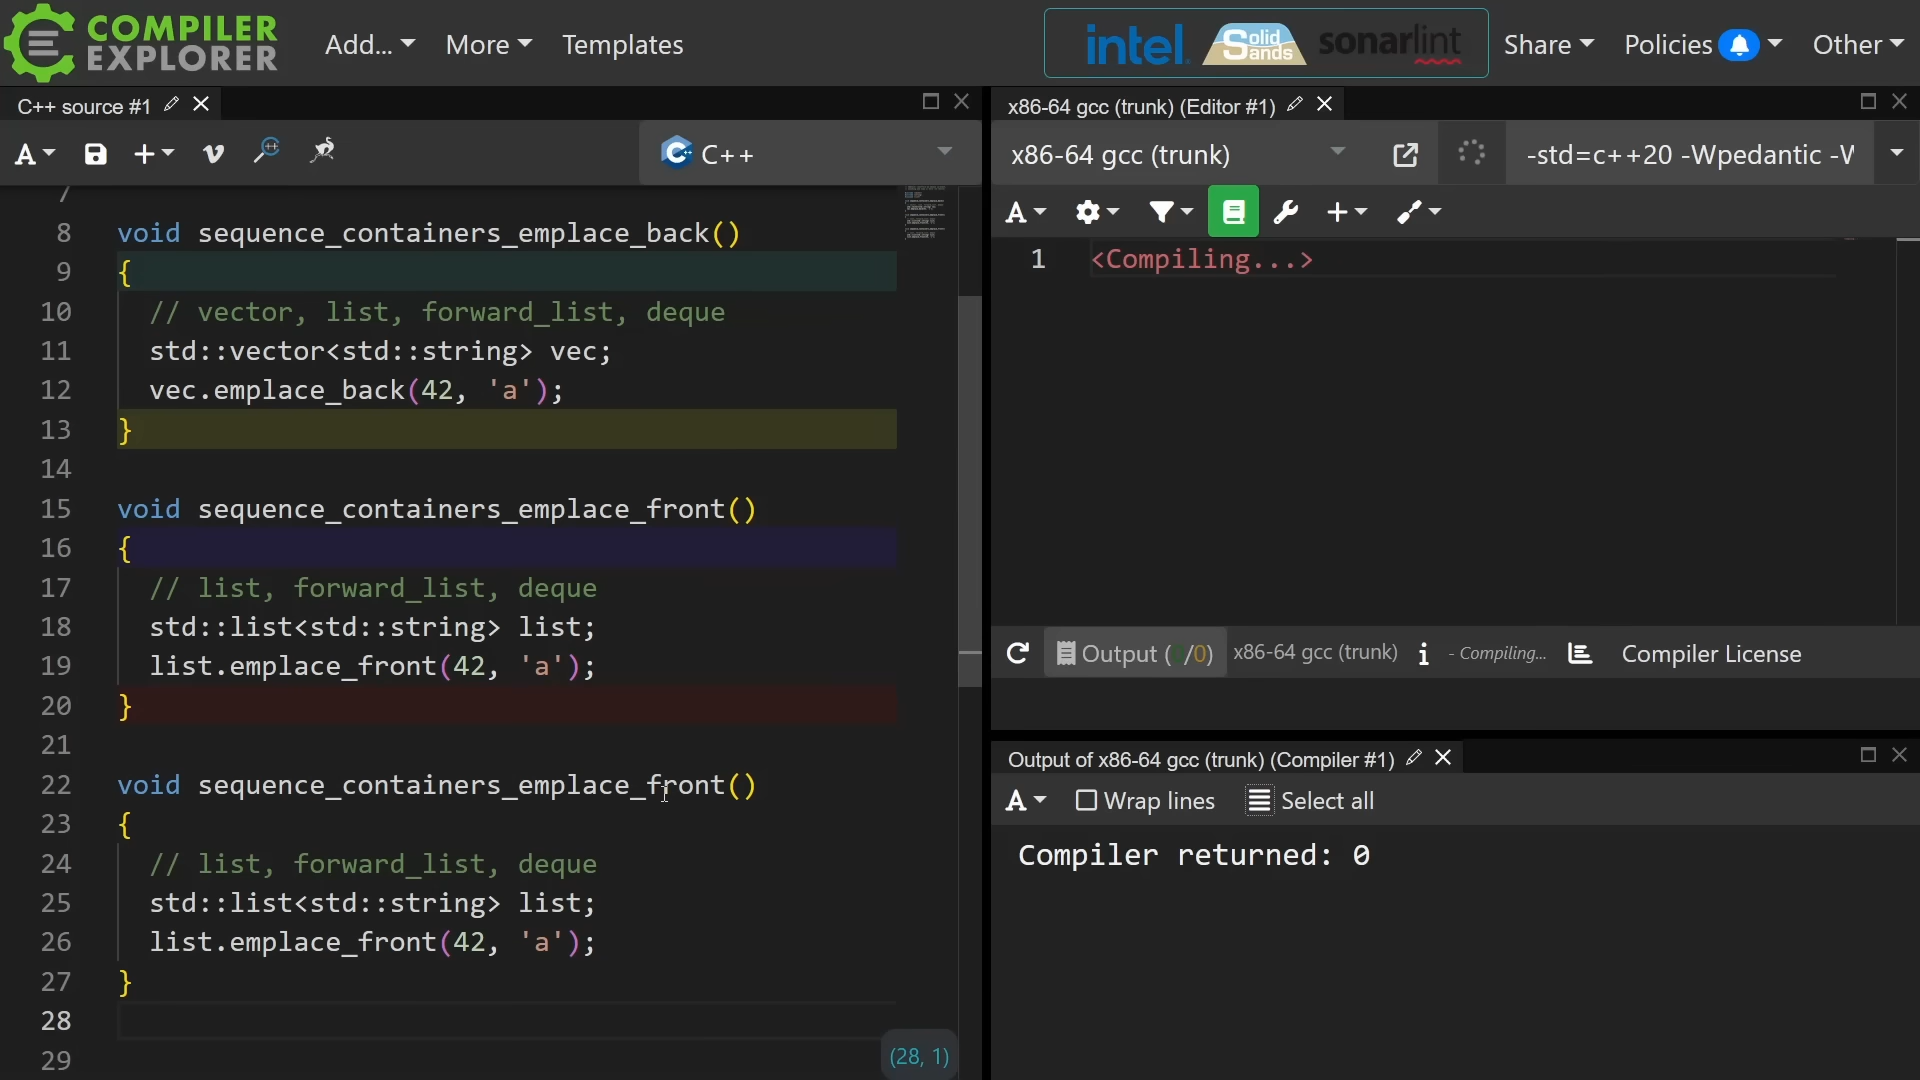 COMPILER
EXPLORER
Add...
More
Templates
intel.
Solid
Sands
sonarlint
Share
Policies
Other
C++ source #1
A
C++
7
8 void sequence_containers_emplace_back()
9 {
10 // vector, list, forward_list, deque
11 std::vector<std::string> vec;
12 vec.emplace_back(42, 'a');
13 }
14
15 void sequence_containers_emplace_front()
16 {
17 // list, forward_list, deque
18 std::list<std::string> list;
19 list.emplace_front(42, 'a');
20 }
21
22 void sequence_containers_emplace_front()
23 {
24 // list, forward_list, deque
25 std::list<std::string> list;
26 list.emplace_front(42, 'a');
27 }
28
29
(28, 1)
x86-64 gcc (trunk) (Editor #1)
x86-64 gcc (trunk)
-std=c++20 -Wpedantic -W
A
1 <Compiling...>
Output ( /0) x86-64 gcc (trunk) i - Compiling... Compiler License
Output of x86-64 gcc (trunk) (Compiler #1)
A Wrap lines Select all
Compiler returned: 0